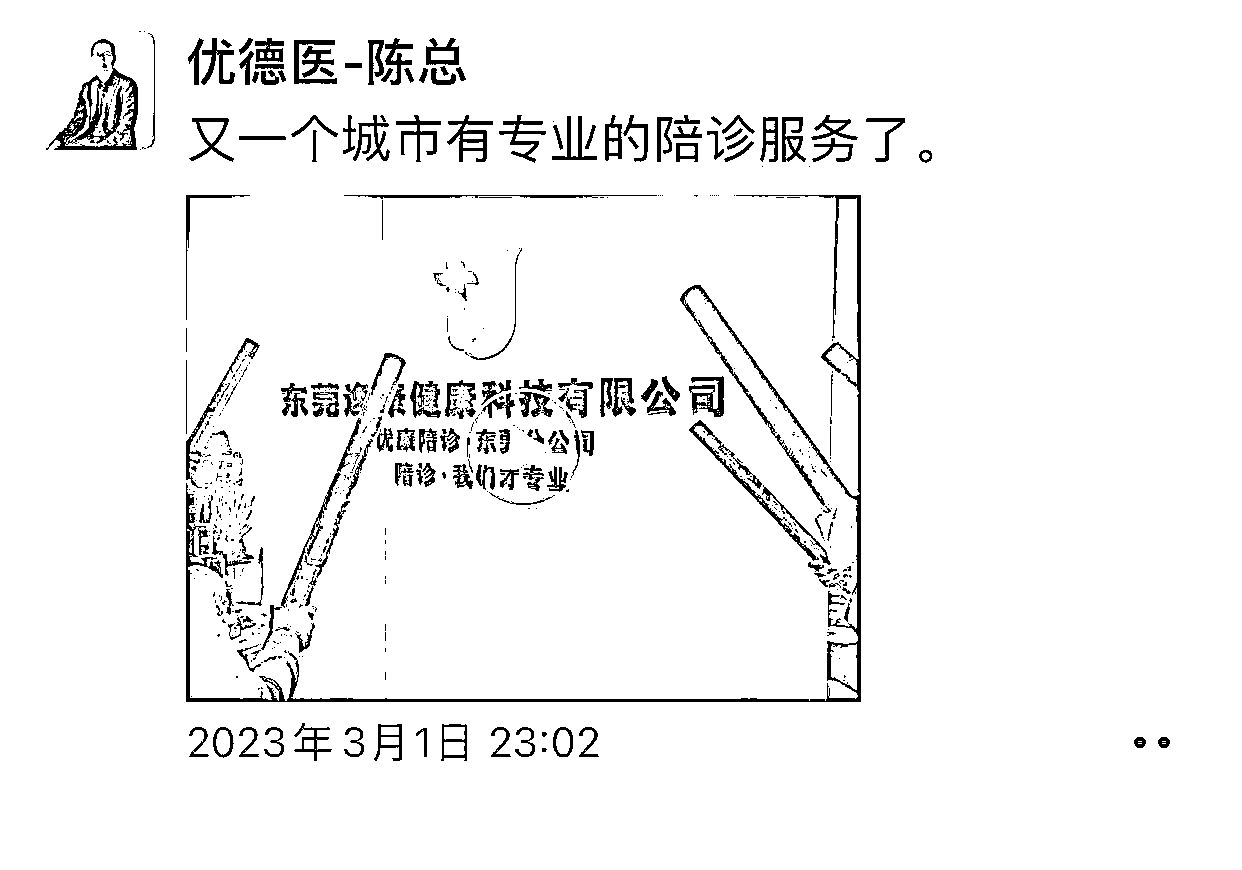 优德医-陈总
又一个城市有专业的陪诊服务了。
东莞 健康科技有限公司
优康陪诊·东莞分公司
陪诊·我们才专业
2023年3月1日 23:02